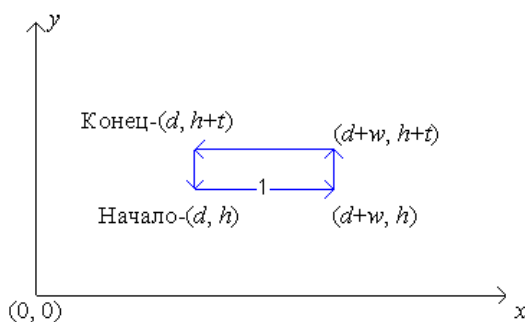 y
Конец-(d, h+t)
(d+w, h+t)
1
Начало-(d, h)
(d+w, h)
(0, 0)
x